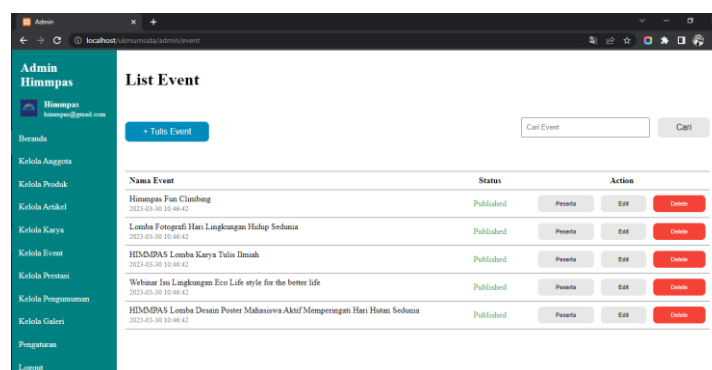 Admin
localhost/ukmumsida/admin/event
Admin
Himmpas
Himmpas
himmpas@gmail.com
Beranda
Kelola Anggota
Kelola Produk
Kelola Artikel
Kelola Karya
Kelola Event
Kelola Prestasi
Kelola Pengumuman
Kelola Galeri
Pengaturan
Logout
List Event
+ Tulis Event
Cari Event
Cari
Nama Event Status Action
Himmpas Fun Climbing
2023-03-30 10:46:42
Published Peserta Edit Delete
Lomba Fotografi Hari Lingkungan Hidup Sedunia
2023-03-30 10:46:42
Published Peserta Edit Delete
HIMMPAS Lomba Karya Tulis Ilmiah
2023-03-30 10:46:42
Published Peserta Edit Delete
Webinar Isu Lingkungan Eco Life style for the better life
2023-03-30 10:46:42
Published Peserta Edit Delete
HIMMPAS Lomba Desain Poster Mahasiswa Aktif Memperingati Hari Hutan Sedunia
2023-03-30 10:46:42
Published Peserta Edit Delete